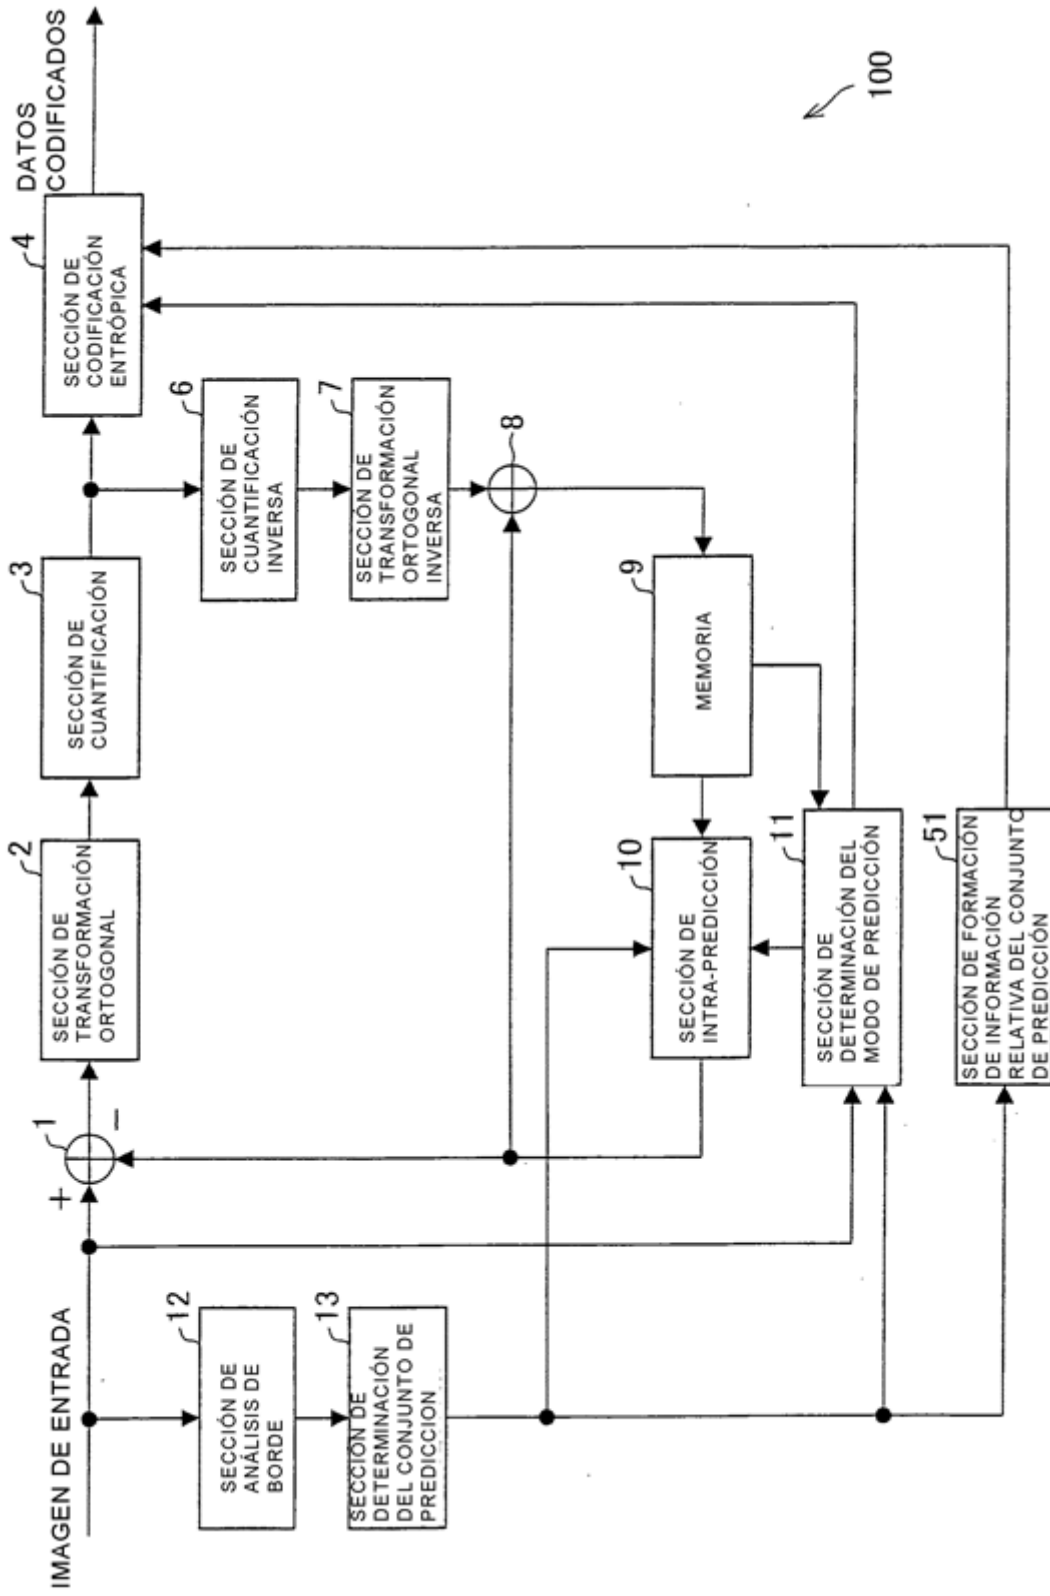 IMAGEN DE ENTRADA
+
1
−
2
SECCIÓN DE
TRANSFORMACIÓN
ORTOGONAL
3
SECCIÓN DE
CUANTIFICACIÓN
4
SECCIÓN DE
CODIFICACIÓN
ENTRÓPICA
DATOS
CODIFICADOS
12
SECCIÓN DE
ANÁLISIS DE
BORDE
13
SECCIÓN DE
DETERMINACIÓN
DEL CONJUNTO DE
PREDICCION
6
SECCIÓN DE
CUANTIFICACIÓN
INVERSA
7
SECCIÓN DE
TRANSFORMACIÓN
ORTOGONAL
INVERSA
8
9
MEMORIA
10
SECCIÓN DE
INTRA-PREDICCIÓN
11
SECCIÓN DE
DETERMINACIÓN DEL
MODO DE PREDICCIÓN
51
SECCIÓN DE FORMACIÓN
DE INFORMACIÓN
RELATIVA DEL CONJUNTO
DE PREDICCIÓN
100